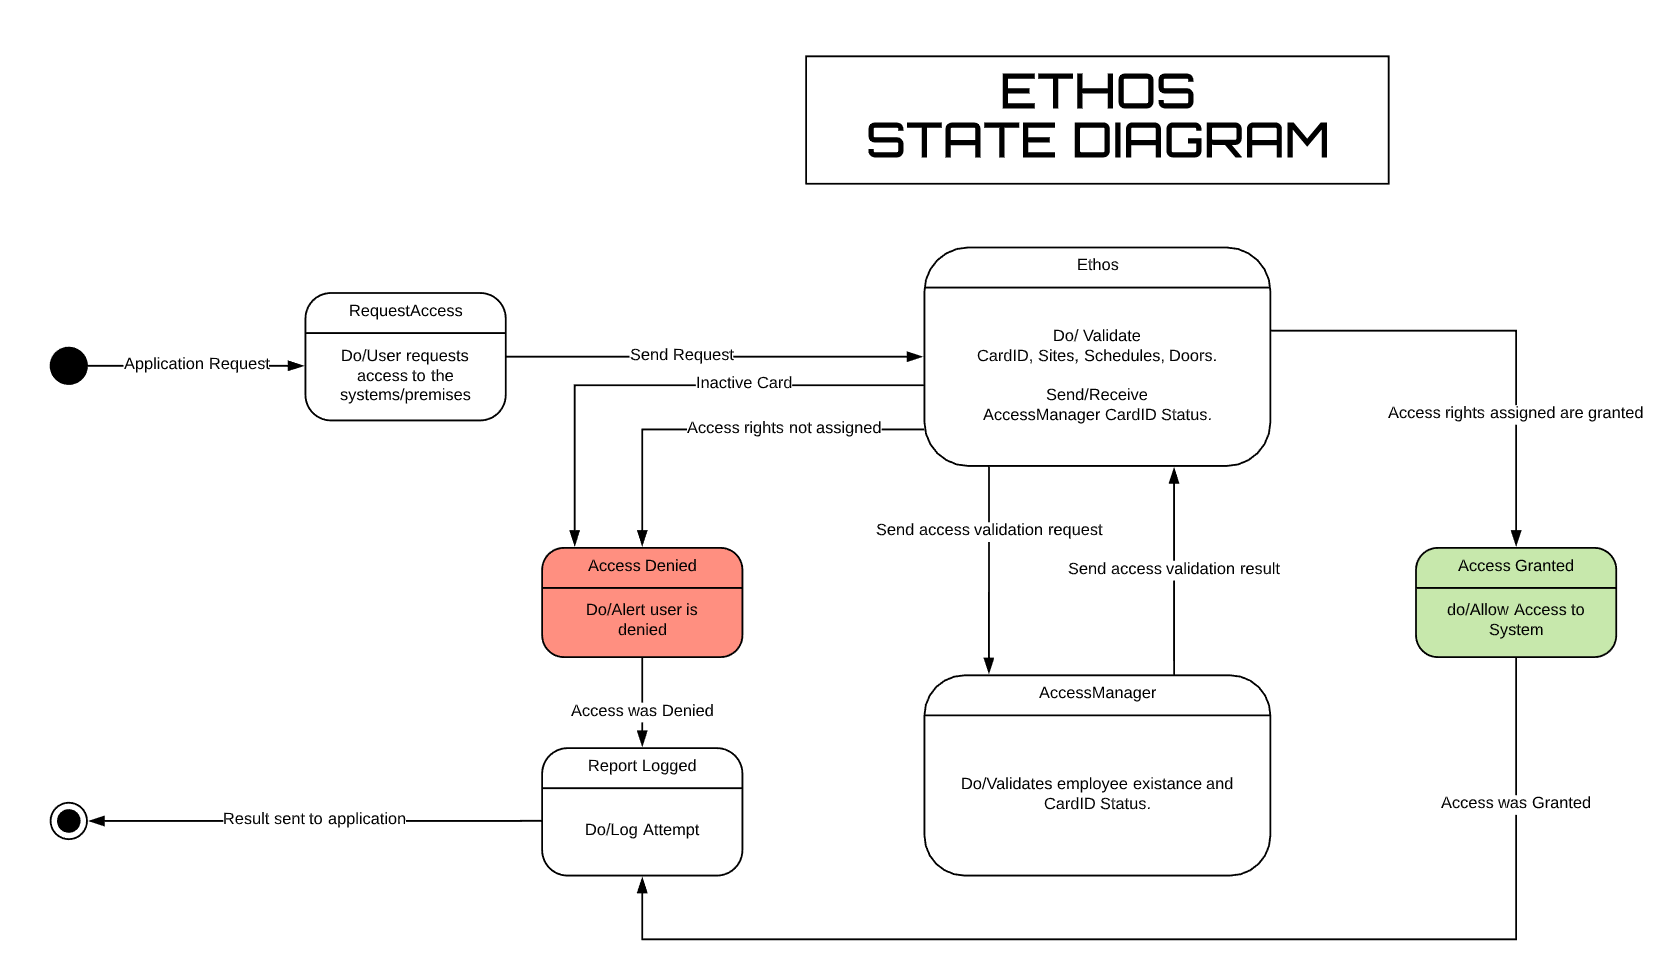 ETHOS
STATE DIAGRAM
Ethos
Do/ Validate
CardID, Sites, Schedules, Doors.
Send/Receive
AccessManager CardID Status.
RequestAccess
Do/User requests
access to the
systems/premises
Application Request
Send Request
Inactive Card
Access rights not assigned
Access rights assigned are granted
Send access validation request
Send access validation result
Access Denied
Do/Alert user is
denied
Access Granted
do/Allow Access to
System
Access was Denied
AccessManager
Do/Validates employee existance and
CardID Status.
Report Logged
Do/Log Attempt
Result sent to application
Access was Granted